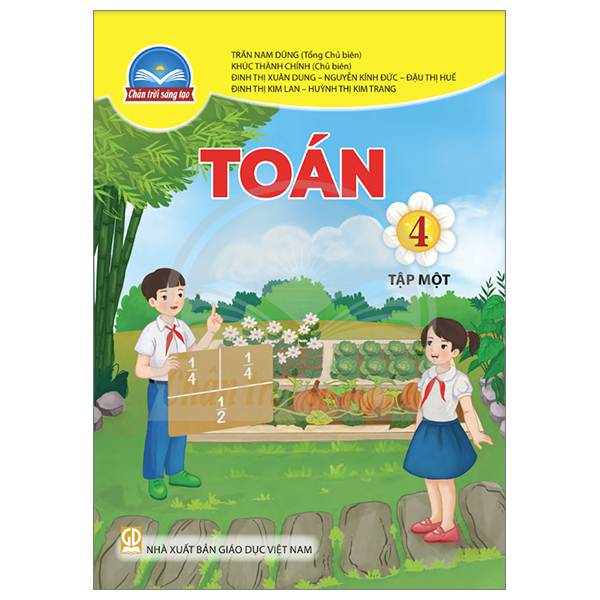 TRẦN NAM DŨNG (Tổng Chủ biên)
KHÚC THÀNH CHÍNH (Chủ biên)
ĐINH THỊ XUÂN DUNG – NGUYỄN KÍNH ĐỨC – ĐẬU THỊ HUẾ
ĐINH THỊ KIM LAN – HUỲNH THỊ KIM TRANG
Chân trời sáng tạo
TOÁN
4
TẬP MỘT
1/4 1/4
1/2
GD
NHÀ XUẤT BẢN GIÁO DỤC VIỆT NAM